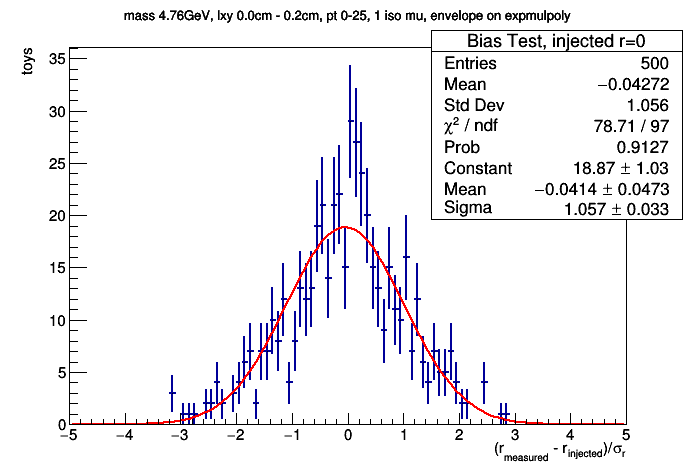 mass 4.76GeV, lxy 0.0cm - 0.2cm, pt 0-25, 1 iso mu, envelope on expmulpoly
Bias Test, injected r=0
Entries 500
Mean −0.04272
Std Dev 1.056
χ² / ndf 78.71 / 97
Prob 0.9127
Constant 18.87 ± 1.03
Mean −0.0414 ± 0.0473
Sigma 1.057 ± 0.033
toys
35
30
25
20
15
10
5
0
−5 −4 −3 −2 −1 0 1 2 3 4 5
(r_measured - r_injected)/σ_r